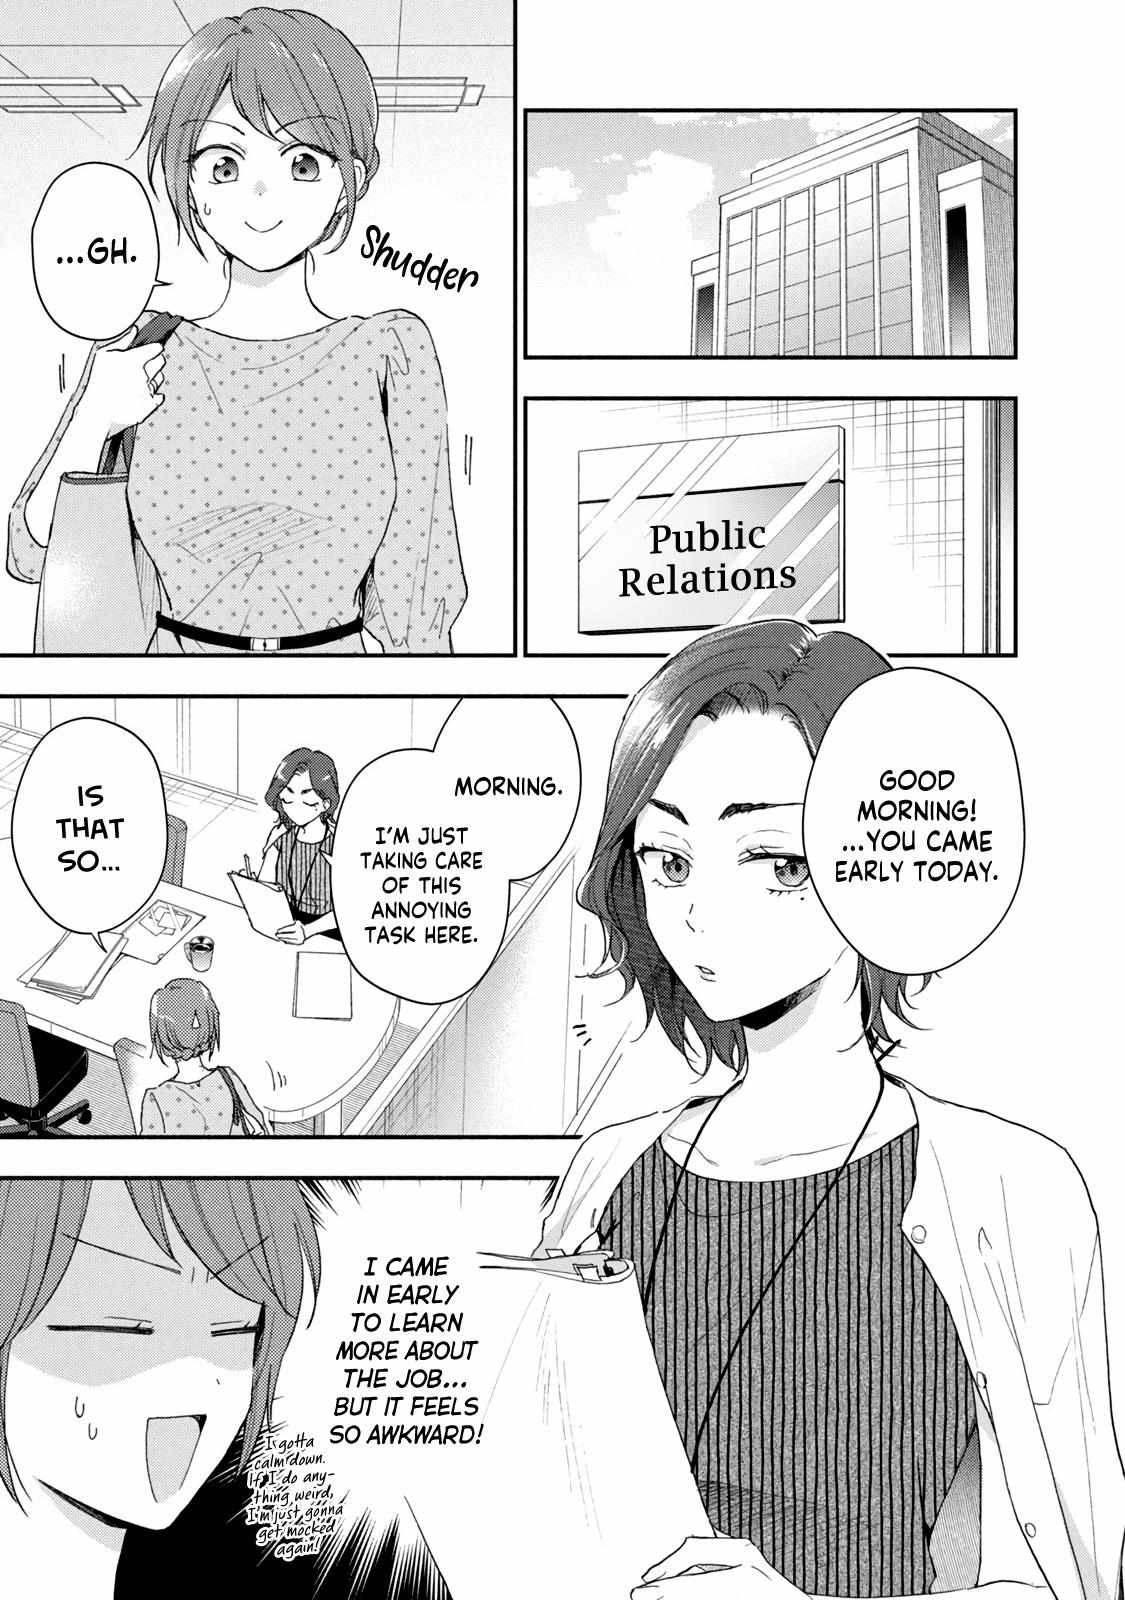 Public
Relations
...GH.
Shudder
GOOD
MORNING!
...YOU CAME
EARLY TODAY.
MORNING.
I'M JUST
TAKING CARE
OF THIS
ANNOYING
TASK HERE.
IS
THAT
SO...
I CAME
IN EARLY
TO LEARN
MORE ABOUT
THE JOB...
BUT IT FEELS
SO AWKWARD!
I gotta
calm down.
If I do any-
thing weird,
I'm just gonna
get mocked
again!